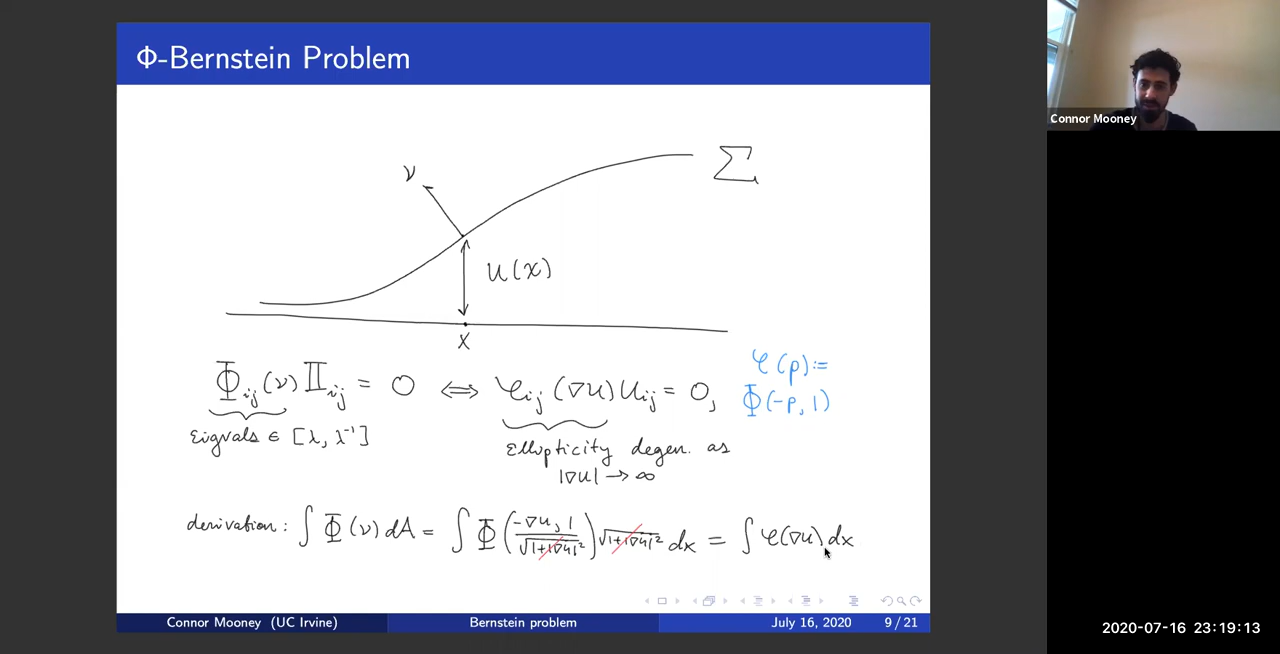 Φ-Bernstein Problem
Connor Mooney
ν
Σ
u(x)
x
Φ_ij(ν) II_ij = 0 ⟺ φ_ij(∇u) u_ij = 0,
φ(p) :=
Φ(-p, 1)
eigvals ∈ [λ, λ⁻¹]
Ellipticity degen. as
|∇u| → ∞
derivation: ∫ Φ(ν) dA = ∫ Φ(-∇u, 1 / √1+|∇u|²) √1+|∇u|² dx = ∫ φ(∇u) dx
Connor Mooney (UC Irvine) Bernstein problem July 16, 2020 9 / 21
2020-07-16 23:19:13